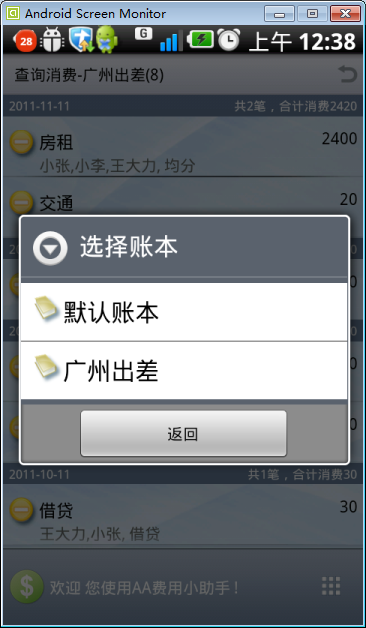 Android Screen Monitor
28
G
上午 12:38
查询消费-广州出差(8)
2011-11-11 共2笔，合计消费2420
房租 2400
小张,小李,王大力, 均分
交通 20
选择账本
默认账本
广州出差
返回
2011-10-11 共1笔，合计消费30
借贷 30
王大力,小张, 借贷
$
欢迎 您使用AA费用小助手！